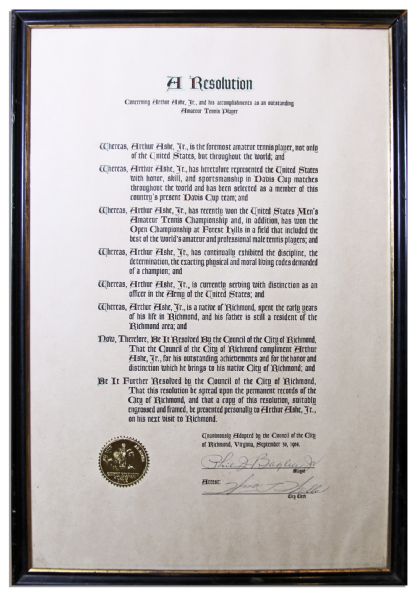 A Resolution
Concerning Arthur Ashe, Jr., and his accomplishments as an outstanding
Amateur Tennis Player
Whereas, Arthur Ashe, Jr., is the foremost amateur tennis player, not only
of the United States, but throughout the world; and
Whereas, Arthur Ashe, Jr., has heretofore represented the United States
with honor, skill, and sportsmanship in Davis Cup matches
throughout the world and has been selected as a member of this
country's present Davis Cup team; and
Whereas, Arthur Ashe, Jr., has recently won the United States Men's
Amateur Tennis Championship and, in addition, has won the
Open Championship at Forest Hills in a field that included the
best of the world's amateur and professional male tennis players; and
Whereas, Arthur Ashe, Jr., has continually exhibited the discipline, the
determination, the exacting physical and moral living codes demanded
of a champion; and
Whereas, Arthur Ashe, Jr., is currently serving with distinction as an
officer in the Army of the United States; and
Whereas, Arthur Ashe, Jr., is a native of Richmond, spent the early years
of his life in Richmond, and his father is still a resident of the
Richmond area; and
Now, Therefore, Be It Resolved By the Council of the City of Richmond,
That the Council of the City of Richmond compliment Arthur
Ashe, Jr., for his outstanding achievements and for the honor and
distinction which he brings to his native City of Richmond; and
Be It Further Resolved by the Council of the City of Richmond,
That this resolution be spread upon the permanent records of the
City of Richmond, and that a copy of this resolution, suitably
engrossed and framed, be presented personally to Arthur Ashe, Jr.,
on his next visit to Richmond.
Unanimously Adopted by the Council of the City
of Richmond, Virginia, September 30, 1968.
Phil J. Bagley Jr
Mayor
Attest:
City Clerk